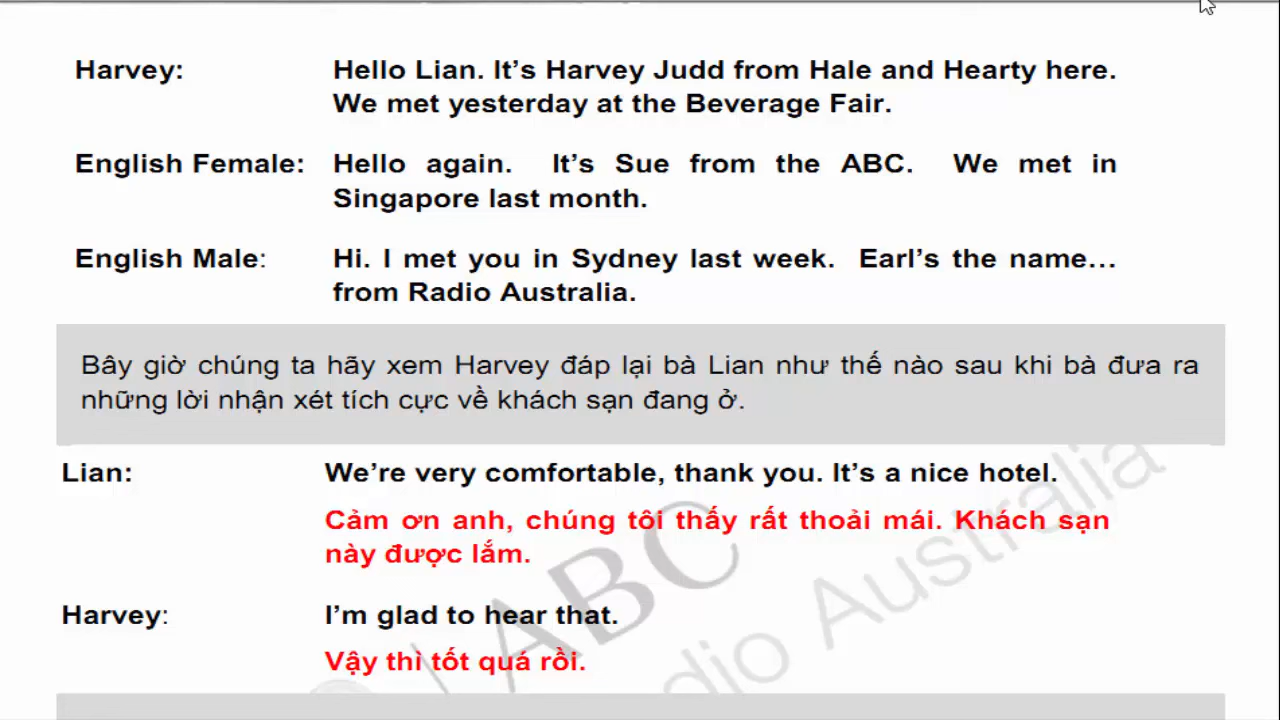 Harvey: Hello Lian. It’s Harvey Judd from Hale and Hearty here.
We met yesterday at the Beverage Fair.
English Female: Hello again. It’s Sue from the ABC. We met in
Singapore last month.
English Male: Hi. I met you in Sydney last week. Earl’s the name…
from Radio Australia.
Bây giờ chúng ta hãy xem Harvey đáp lại bà Lian như thế nào sau khi bà đưa ra
những lời nhận xét tích cực về khách sạn đang ở.
Lian: We’re very comfortable, thank you. It’s a nice hotel.
Cảm ơn anh, chúng tôi thấy rất thoải mái. Khách sạn
này được lắm.
Harvey: I’m glad to hear that.
Vậy thì tốt quá rồi.
ABC
Australia